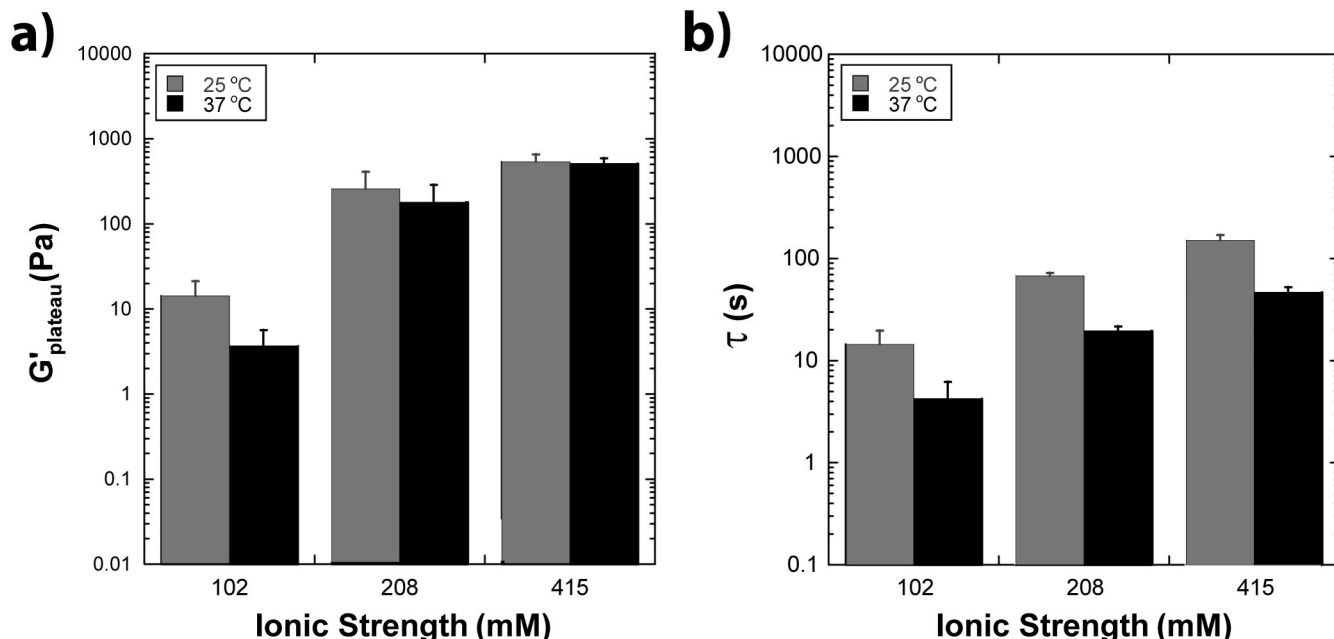 a)
10000
1000
100
10
1
0.1
0.01
G'plateau(Pa)
25 °C
37 °C
102
208
415
Ionic Strength (mM)
b)
10000
1000
100
10
1
0.1
τ (s)
25 °C
37 °C
102
208
415
Ionic Strength (mM)